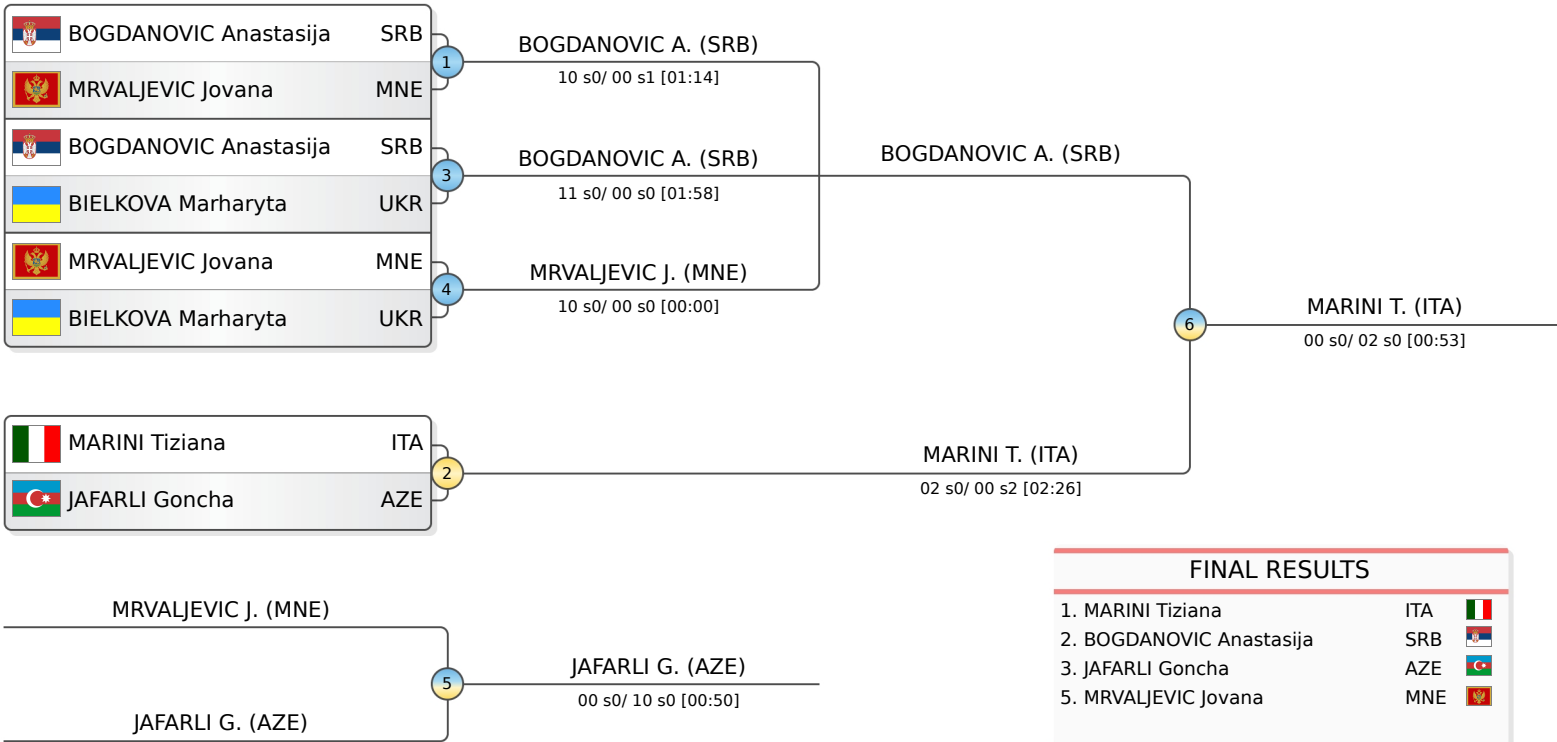 BOGDANOVIC Anastasija SRB
MRVALJEVIC Jovana MNE
1
BOGDANOVIC A. (SRB)
10 s0/ 00 s1 [01:14]
BOGDANOVIC Anastasija SRB
BIELKOVA Marharyta UKR
3
BOGDANOVIC A. (SRB)
11 s0/ 00 s0 [01:58]
MRVALJEVIC Jovana MNE
BIELKOVA Marharyta UKR
4
MRVALJEVIC J. (MNE)
10 s0/ 00 s0 [00:00]
BOGDANOVIC A. (SRB)
6
MARINI T. (ITA)
00 s0/ 02 s0 [00:53]
MARINI Tiziana ITA
JAFARLI Goncha AZE
2
MARINI T. (ITA)
02 s0/ 00 s2 [02:26]
MRVALJEVIC J. (MNE)
JAFARLI G. (AZE)
5
JAFARLI G. (AZE)
00 s0/ 10 s0 [00:50]
FINAL RESULTS
1. MARINI Tiziana ITA
2. BOGDANOVIC Anastasija SRB
3. JAFARLI Goncha AZE
5. MRVALJEVIC Jovana MNE